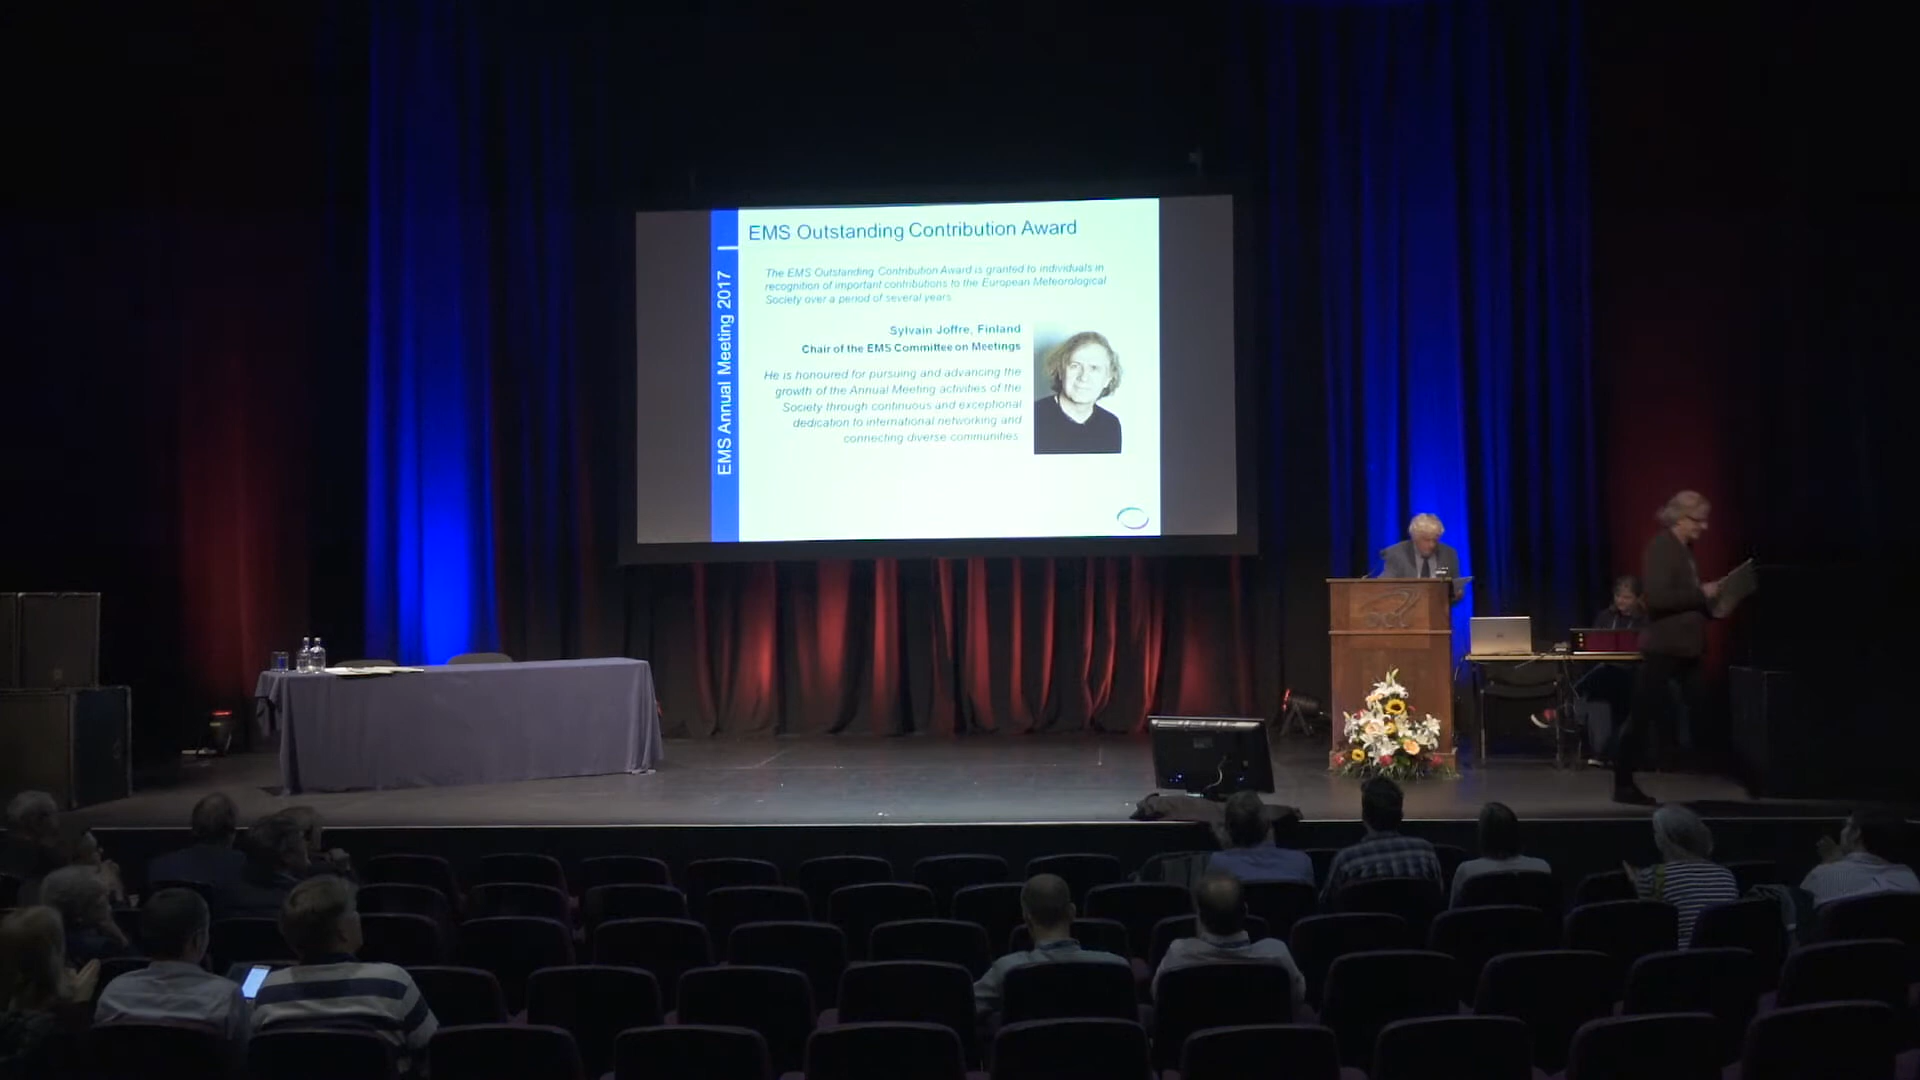 EMS Annual Meeting 2017
EMS Outstanding Contribution Award
The EMS Outstanding Contribution Award is granted to individuals in
recognition of important contributions to the European Meteorological
Society over a period of several years.
Sylvain Joffre, Finland
Chair of the EMS Committee on Meetings
He is honoured for pursuing and advancing the
growth of the Annual Meeting activities of the
Society through continuous and exceptional
dedication to international networking and
connecting diverse communities.